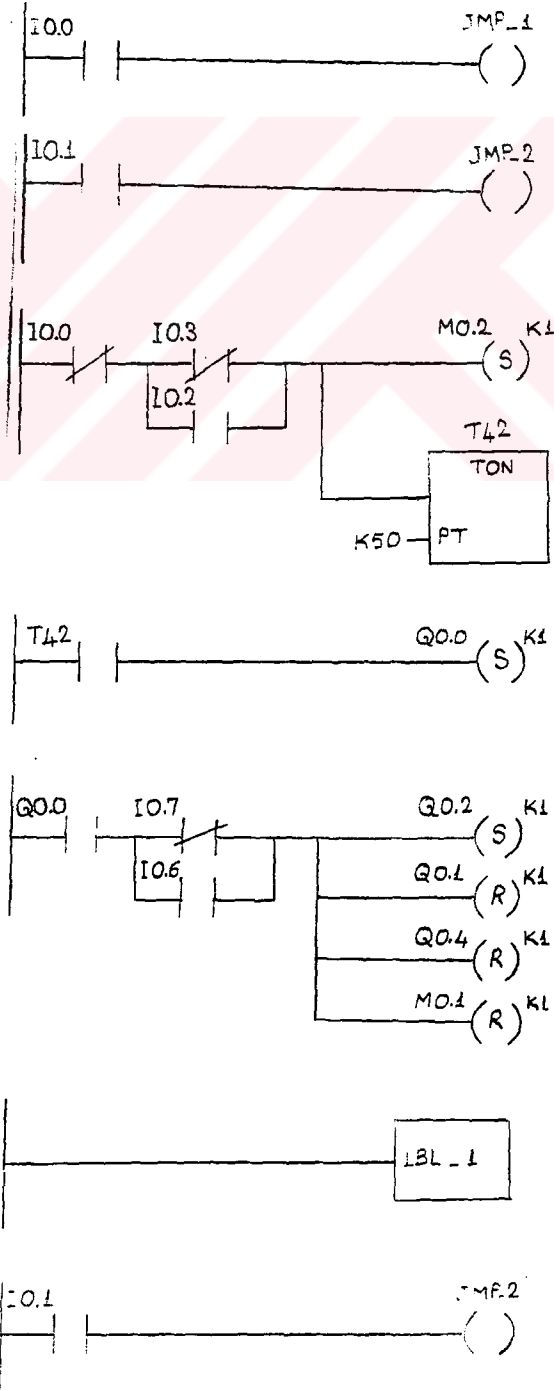 I0.0 JMP_1
I0.1 JMP_2
I0.0 I0.3 M0.2 (S) K1
I0.2
T42
TON
K50 PT
T42 Q0.0 (S) K1
Q0.0 I0.7 Q0.2 (S) K1
I0.6 Q0.1 (R) K1
Q0.4 (R) K1
M0.1 (R) K1
LBL_1
I0.1 JMP_2